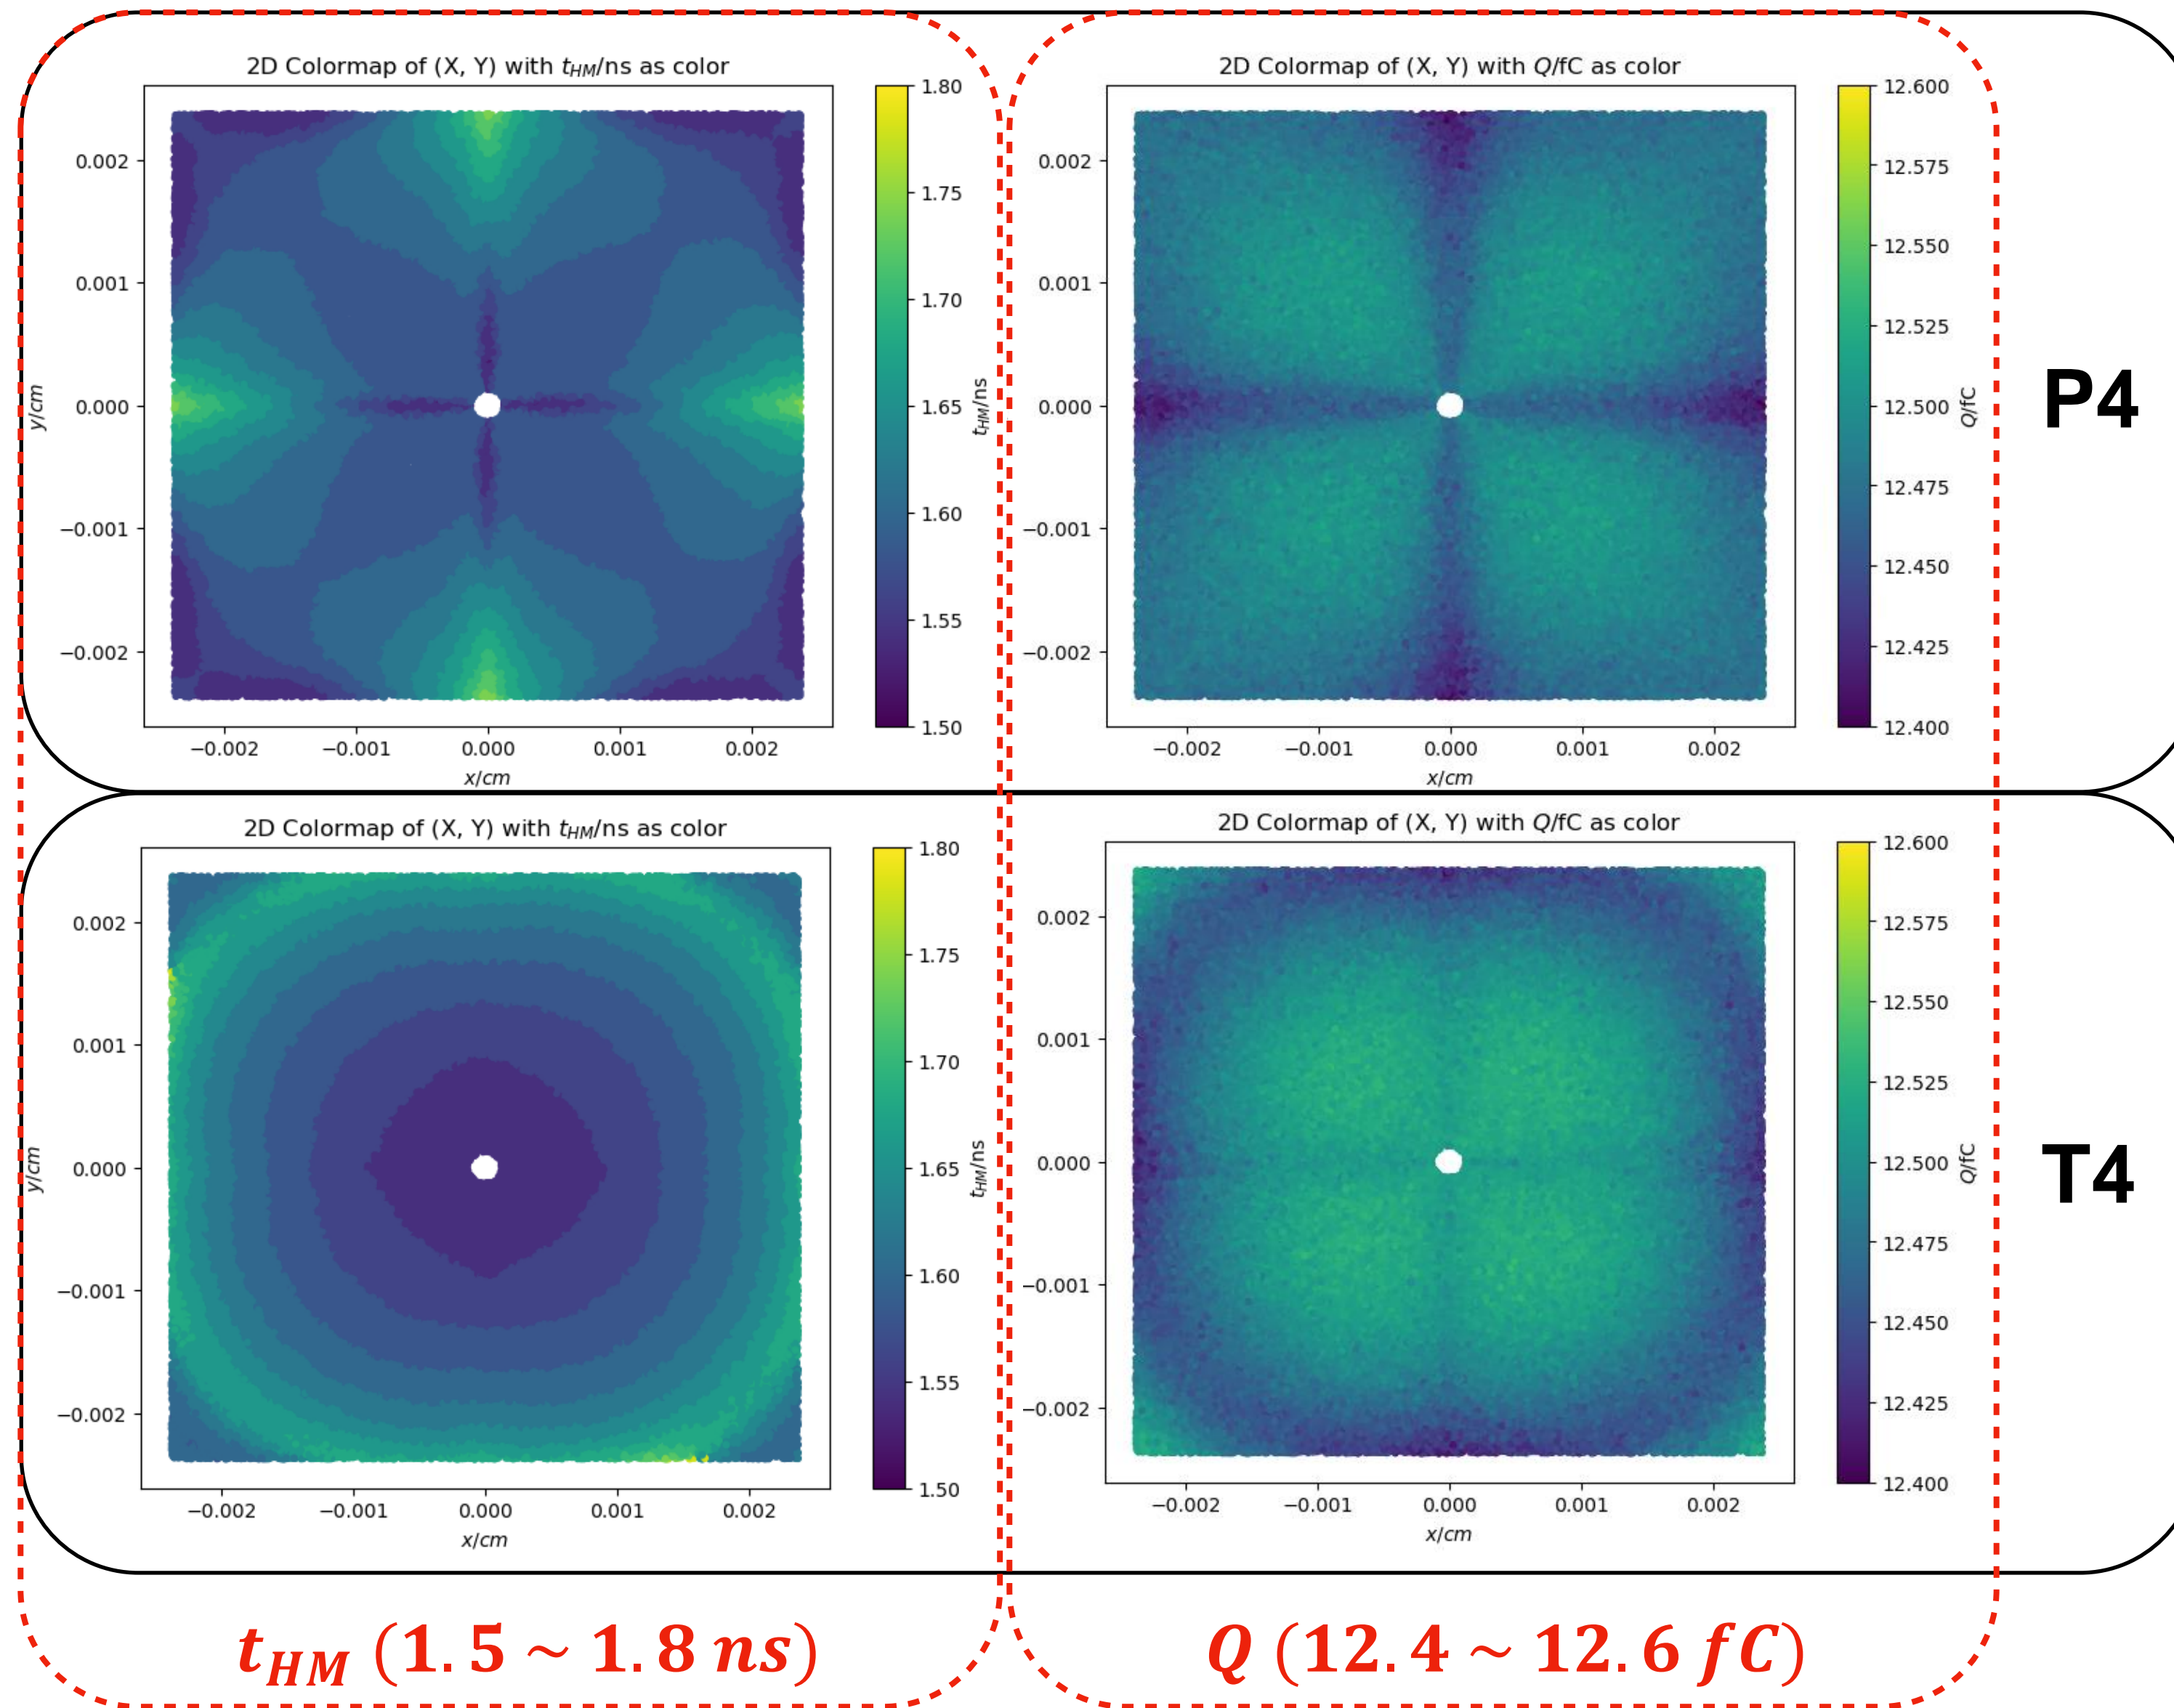 2D Colormap of (X, Y) with t_HM/ns as color
0.002
0.001
0.000
−0.001
−0.002
y/cm
−0.002 −0.001 0.000 0.001 0.002
x/cm
1.80
1.75
1.70
1.65
1.60
1.55
1.50
t_HM/ns
2D Colormap of (X, Y) with Q/fC as color
0.002
0.001
0.000
−0.001
−0.002
−0.002 −0.001 0.000 0.001 0.002
x/cm
12.600
12.575
12.550
12.525
12.500
12.475
12.450
12.425
12.400
Q/fC
P4
2D Colormap of (X, Y) with t_HM/ns as color
0.002
0.001
0.000
−0.001
−0.002
y/cm
−0.002 −0.001 0.000 0.001 0.002
x/cm
1.80
1.75
1.70
1.65
1.60
1.55
1.50
t_HM/ns
2D Colormap of (X, Y) with Q/fC as color
0.002
0.001
0.000
−0.001
−0.002
−0.002 −0.001 0.000 0.001 0.002
x/cm
12.600
12.575
12.550
12.525
12.500
12.475
12.450
12.425
12.400
Q/fC
T4
t_HM (1.5 ~ 1.8 ns)
Q (12.4 ~ 12.6 fC)